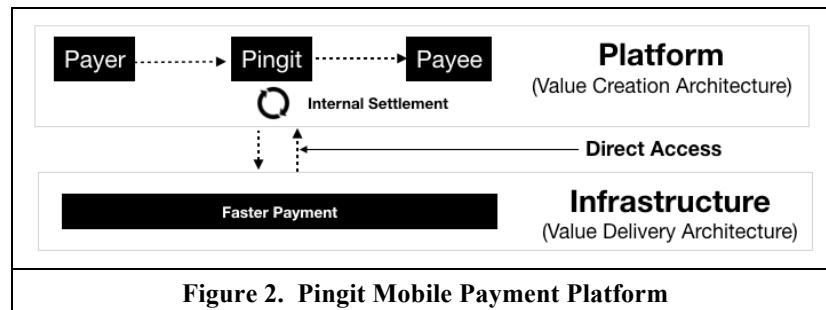 Payer
Pingit
Payee
Platform
(Value Creation Architecture)
Internal Settlement
Direct Access
Faster Payment
Infrastructure
(Value Delivery Architecture)
Figure 2. Pingit Mobile Payment Platform